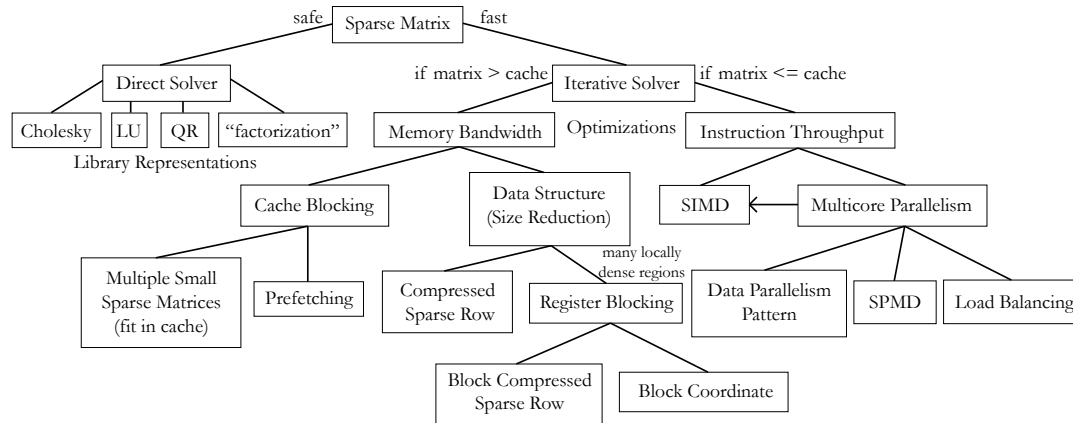 safe
Sparse Matrix
fast
Direct Solver
if matrix > cache
Iterative Solver
if matrix <= cache
Cholesky
LU
QR
“factorization”
Library Representations
Memory Bandwidth
Optimizations
Instruction Throughput
Cache Blocking
Data Structure
(Size Reduction)
SIMD
Multicore Parallelism
Multiple Small
Sparse Matrices
(fit in cache)
Prefetching
many locally
dense regions
Compressed
Sparse Row
Register Blocking
Data Parallelism
Pattern
SPMD
Load Balancing
Block Compressed
Sparse Row
Block Coordinate